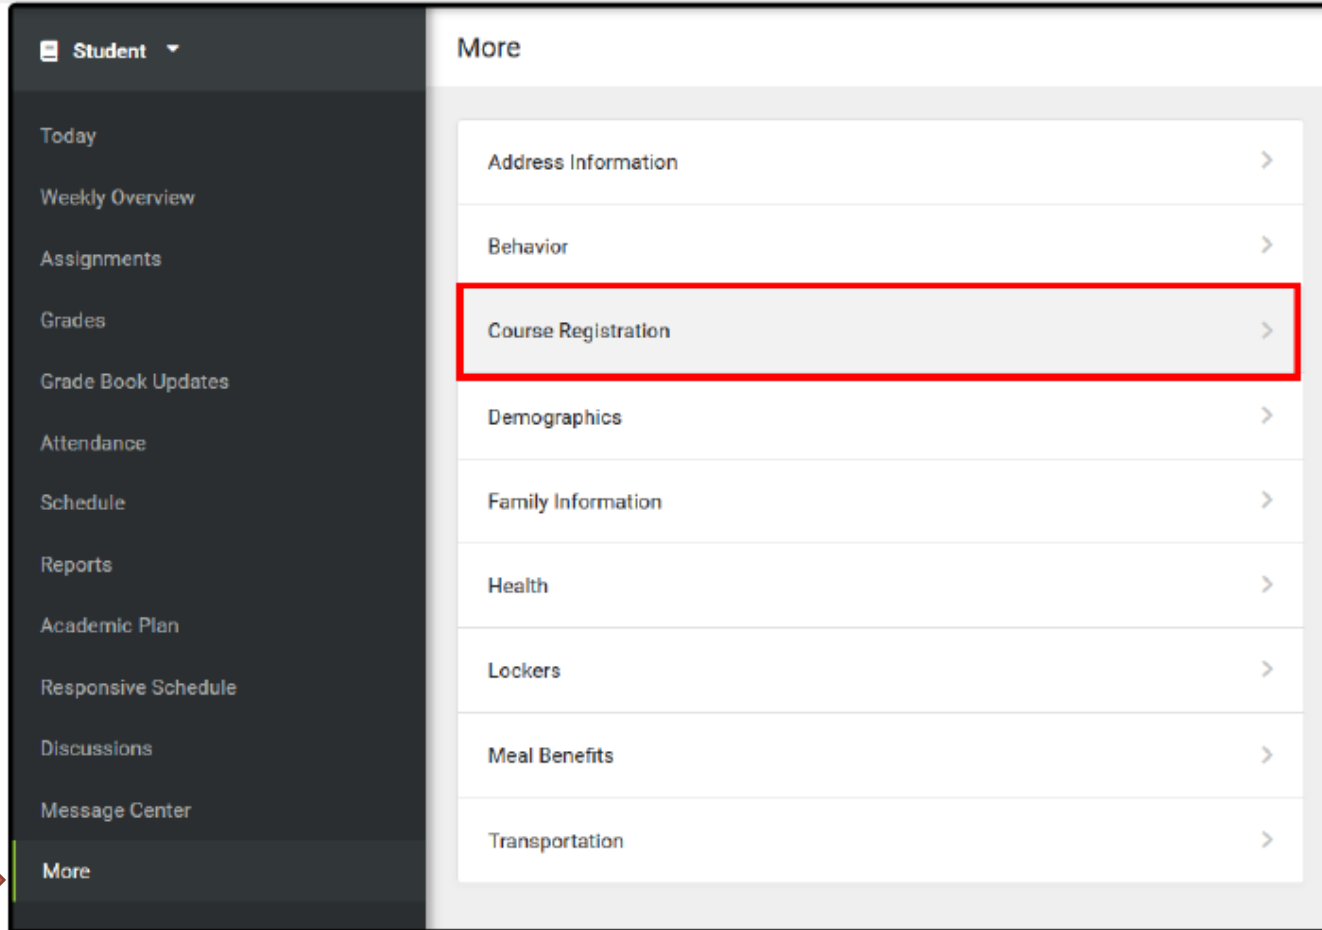 Student
Today
Weekly Overview
Assignments
Grades
Grade Book Updates
Attendance
Schedule
Reports
Academic Plan
Responsive Schedule
Discussions
Message Center
More
More
Address Information
Behavior
Course Registration
Demographics
Family Information
Health
Lockers
Meal Benefits
Transportation